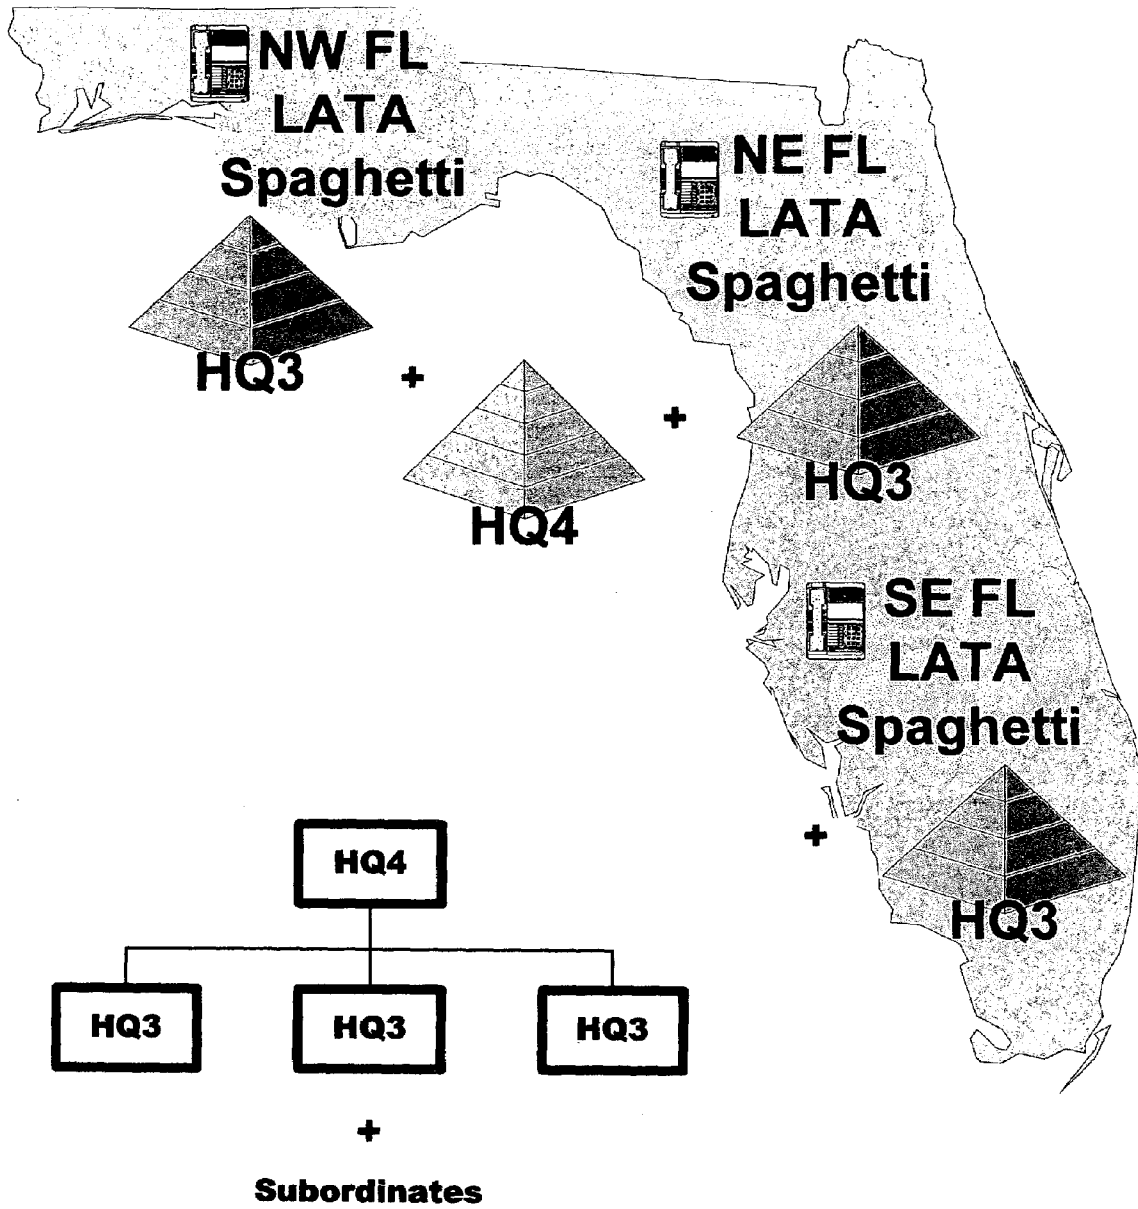 NW FL
LATA
Spaghetti
HQ3
+
HQ4
+
NE FL
LATA
Spaghetti
HQ3
SE FL
LATA
Spaghetti
+
HQ3
HQ4
HQ3
HQ3
HQ3
+
Subordinates